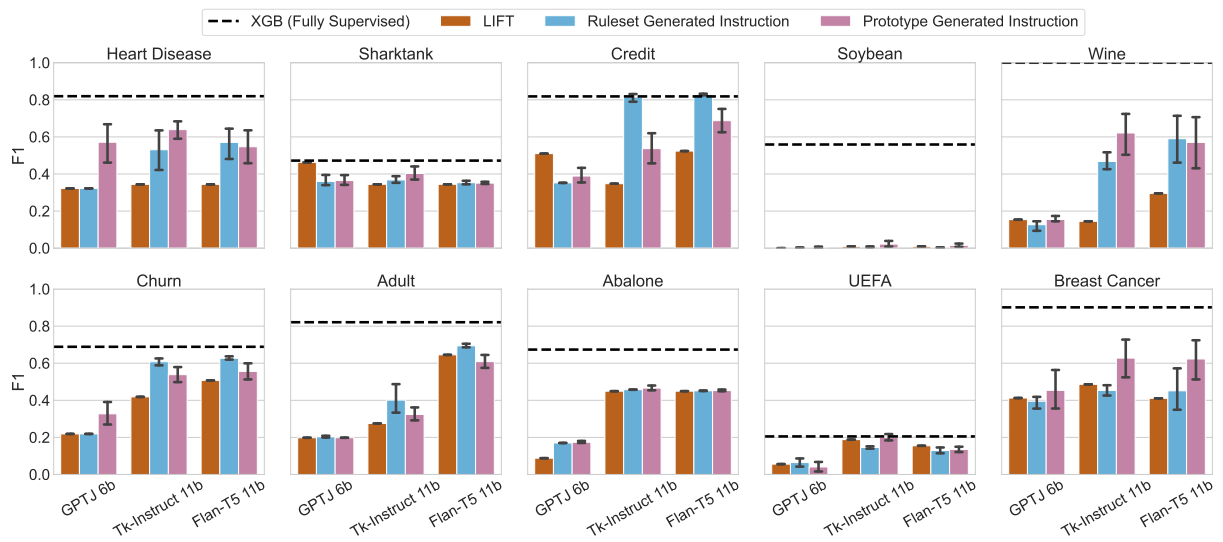 XGB (Fully Supervised) LIFT Ruleset Generated Instruction Prototype Generated Instruction
Heart Disease Sharktank Credit Soybean Wine
1.0
0.8
0.6
0.4
0.2
0.0
F1
Churn Adult Abalone UEFA Breast Cancer
1.0
0.8
0.6
0.4
0.2
0.0
F1
GPTJ 6b Tk-Instruct 11b Flan-T5 11b GPTJ 6b Tk-Instruct 11b Flan-T5 11b GPTJ 6b Tk-Instruct 11b Flan-T5 11b GPTJ 6b Tk-Instruct 11b Flan-T5 11b GPTJ 6b Tk-Instruct 11b Flan-T5 11b